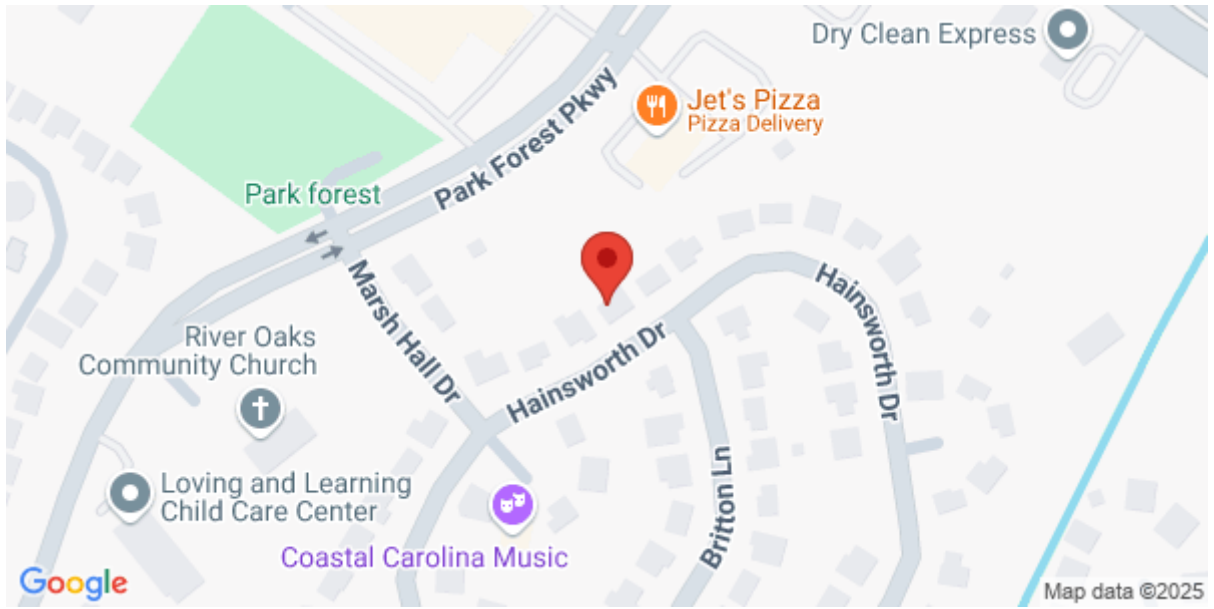 Dry Clean Express
Jet's Pizza
Pizza Delivery
Park Forest Pkwy
Park forest
Marsh Hall Dr
Hainsworth Dr
River Oaks
Community Church
Hainsworth Dr
Britton Ln
Loving and Learning
Child Care Center
Coastal Carolina Music
Google
Map data ©2025